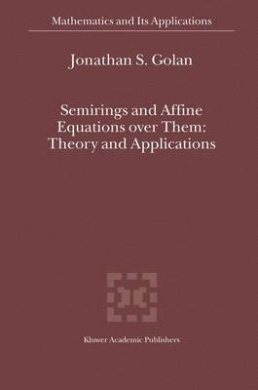 Mathematics and Its Applications
Jonathan S. Golan
Semirings and Affine
Equations over Them:
Theory and Applications
Kluwer Academic Publishers